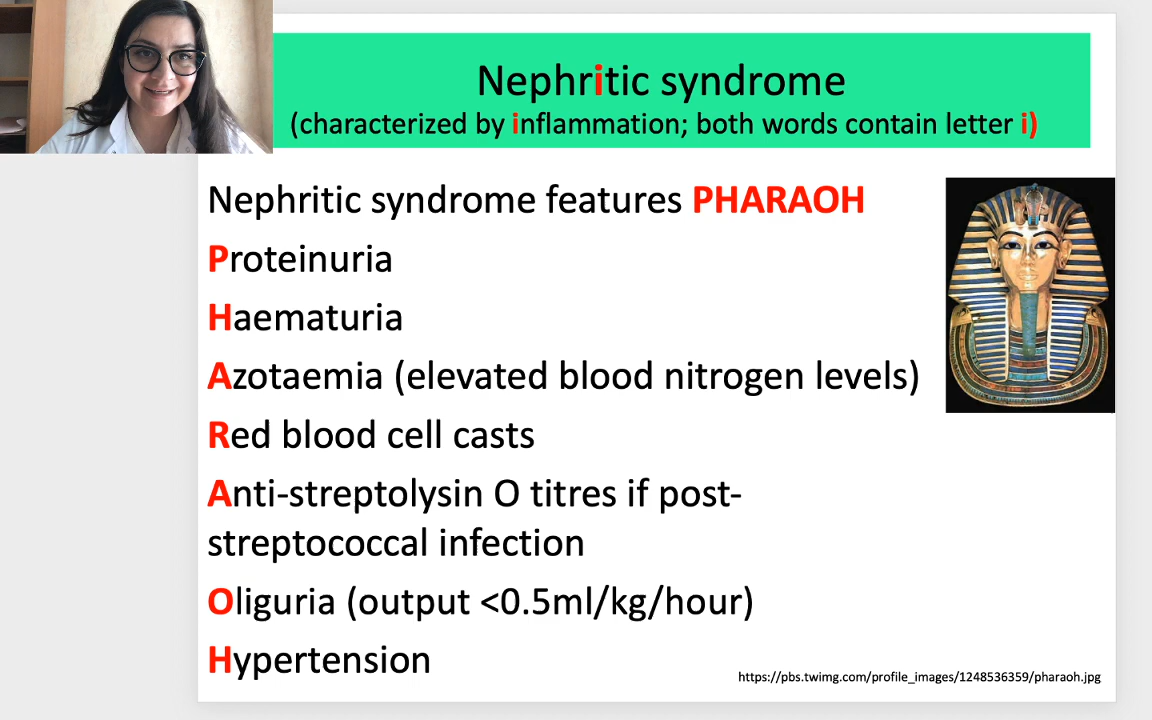 Nephritic syndrome
(characterized by inflammation; both words contain letter i)
Nephritic syndrome features PHARAOH
Proteinuria
Haematuria
Azotaemia (elevated blood nitrogen levels)
Red blood cell casts
Anti-streptolysin O titres if post-
streptococcal infection
Oliguria (output <0.5ml/kg/hour)
Hypertension
https://pbs.twimg.com/profile_images/1248536359/pharaoh.jpg